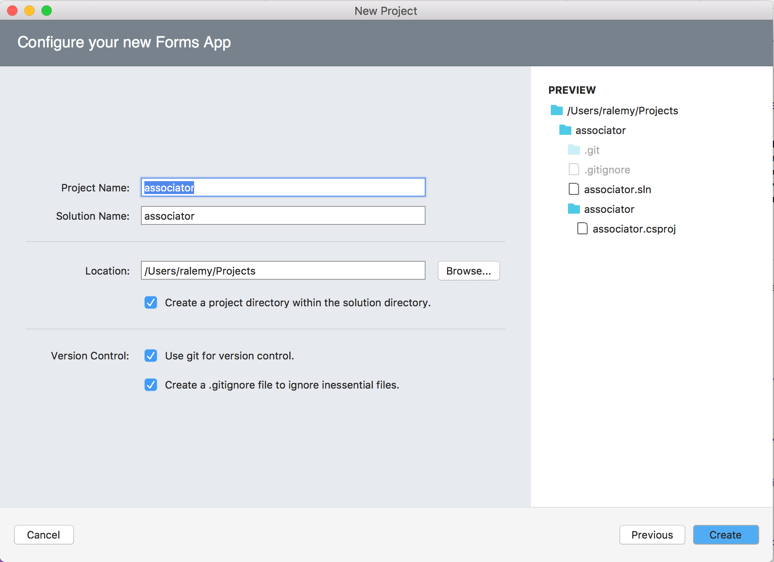 New Project
Configure your new Forms App
Project Name: associator
Solution Name: associator
Location: /Users/ralemy/Projects Browse...
Create a project directory within the solution directory.
Version Control: Use git for version control.
Create a .gitignore file to ignore inessential files.
PREVIEW
/Users/ralemy/Projects
associator
.git
.gitignore
associator.sln
associator
associator.csproj
Cancel Previous Create